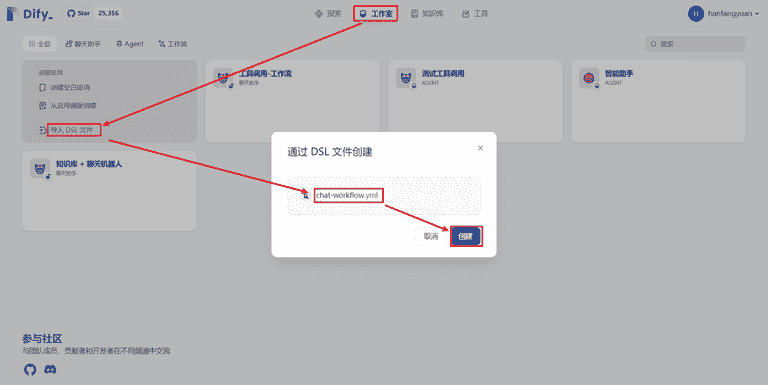 Dify_
Star 25,356
探索
工作室
知识库
工具
H
hanfangyuan
全部
聊天助手
Agent
工作流
搜索
创建应用
创建空白应用
从应用模版创建
导入 DSL 文件
工具调用-工作流
聊天助手
测试工具调用
AGENT
智能助手
AGENT
知识库 + 聊天机器人
聊天助手
通过 DSL 文件创建
×
chat-workflow.yml
取消
创建
参与社区
与团队成员、贡献者和开发者在不同频道中交流